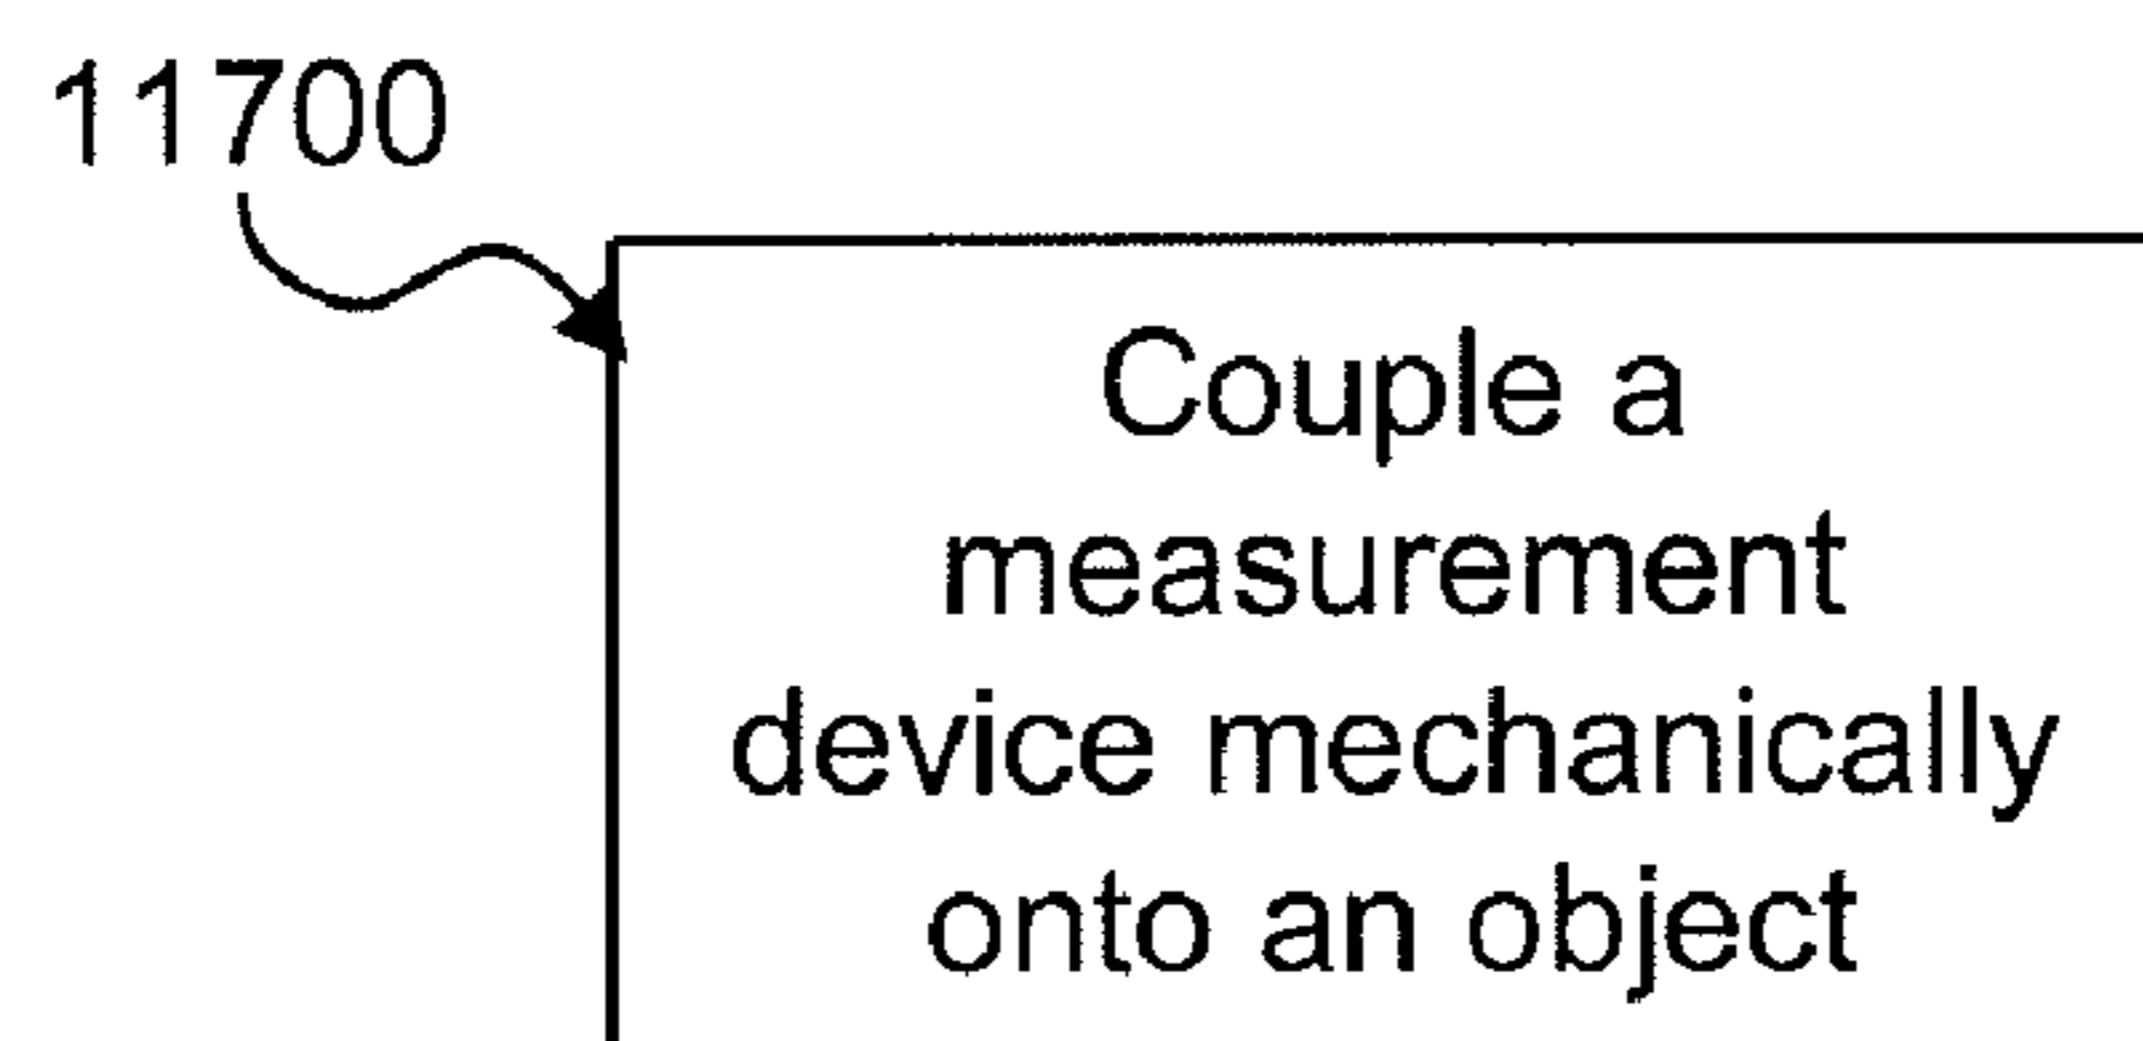 11700
Couple a
measurement
device mechanically
onto an object